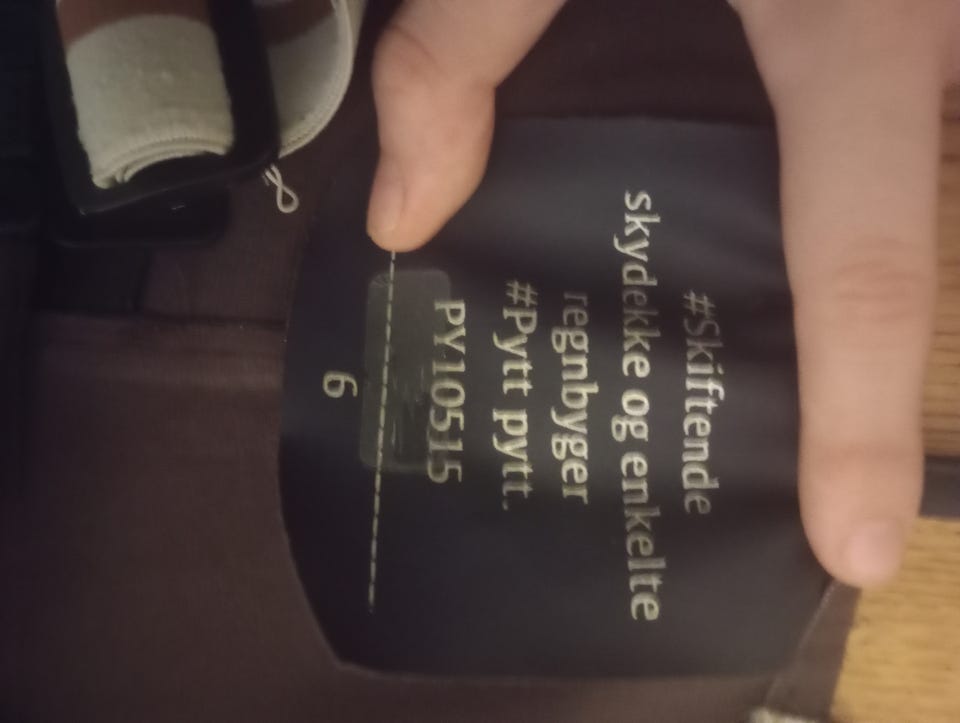 #Skiftende
skydekke og enkelte
regnbyger
#Pytt pytt.
PY10515
6